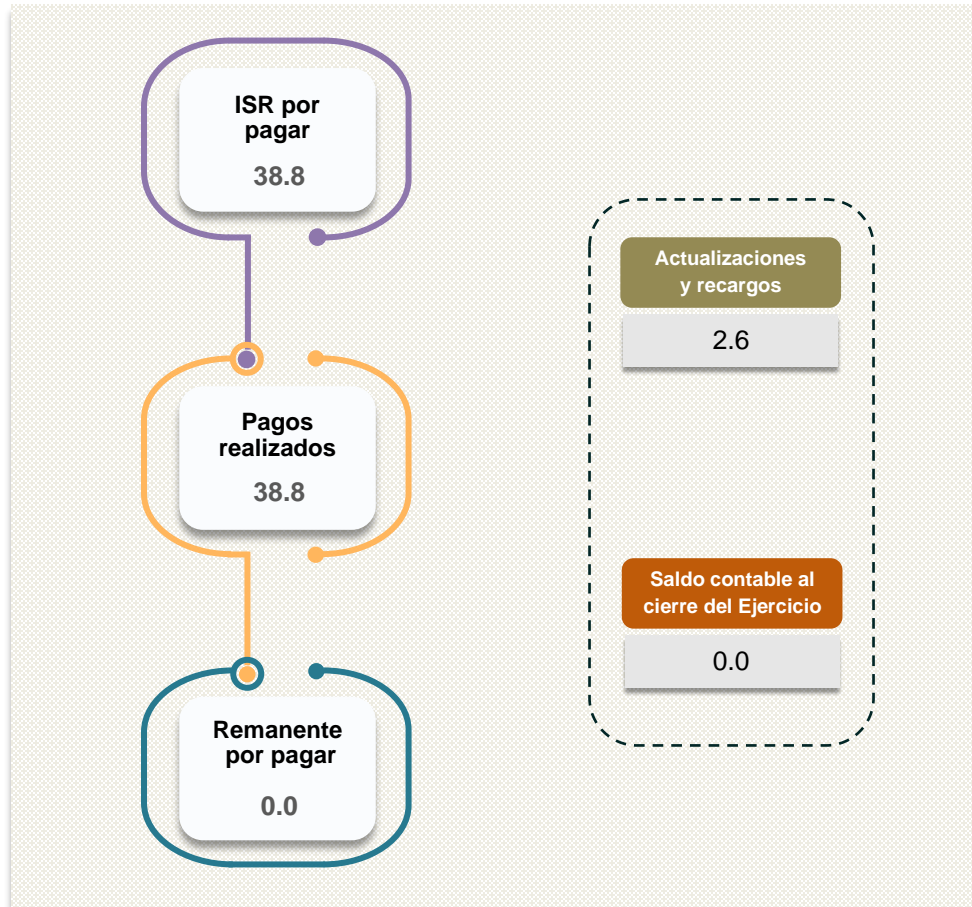 ISR por
pagar
38.8
Pagos
realizados
38.8
Remanente
por pagar
0.0
Actualizaciones
y recargos
2.6
Saldo contable al
cierre del Ejercicio
0.0